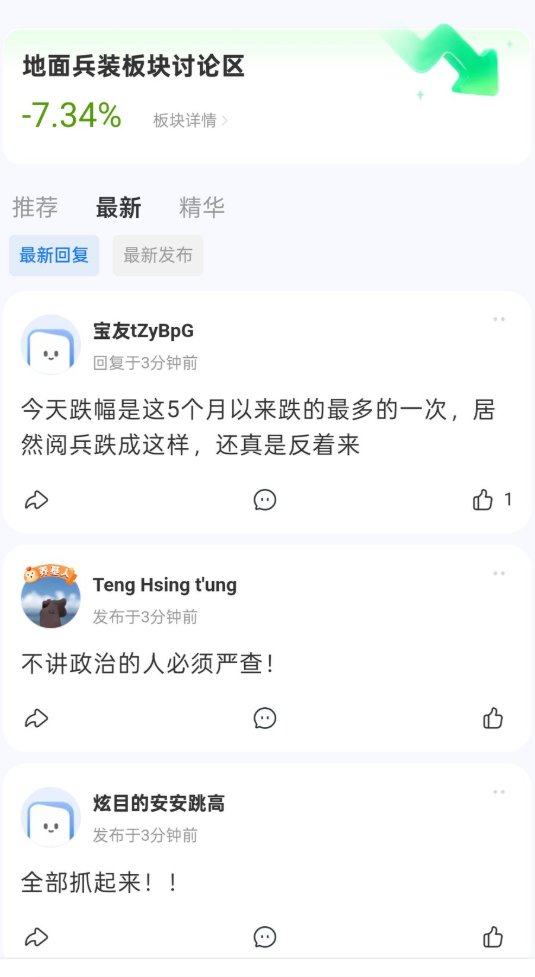 地面兵装板块讨论区
-7.34% 板块详情
推荐 最新 精华
最新回复 最新发布
宝友tZyBpG
回复于3分钟前
今天跌幅是这5个月以来跌的最多的一次，居
然阅兵跌成这样，还真是反着来
1
养基人
Teng Hsing t'ung
发布于3分钟前
不讲政治的人必须严查！
炫目的安安跳高
发布于3分钟前
全部抓起来！！